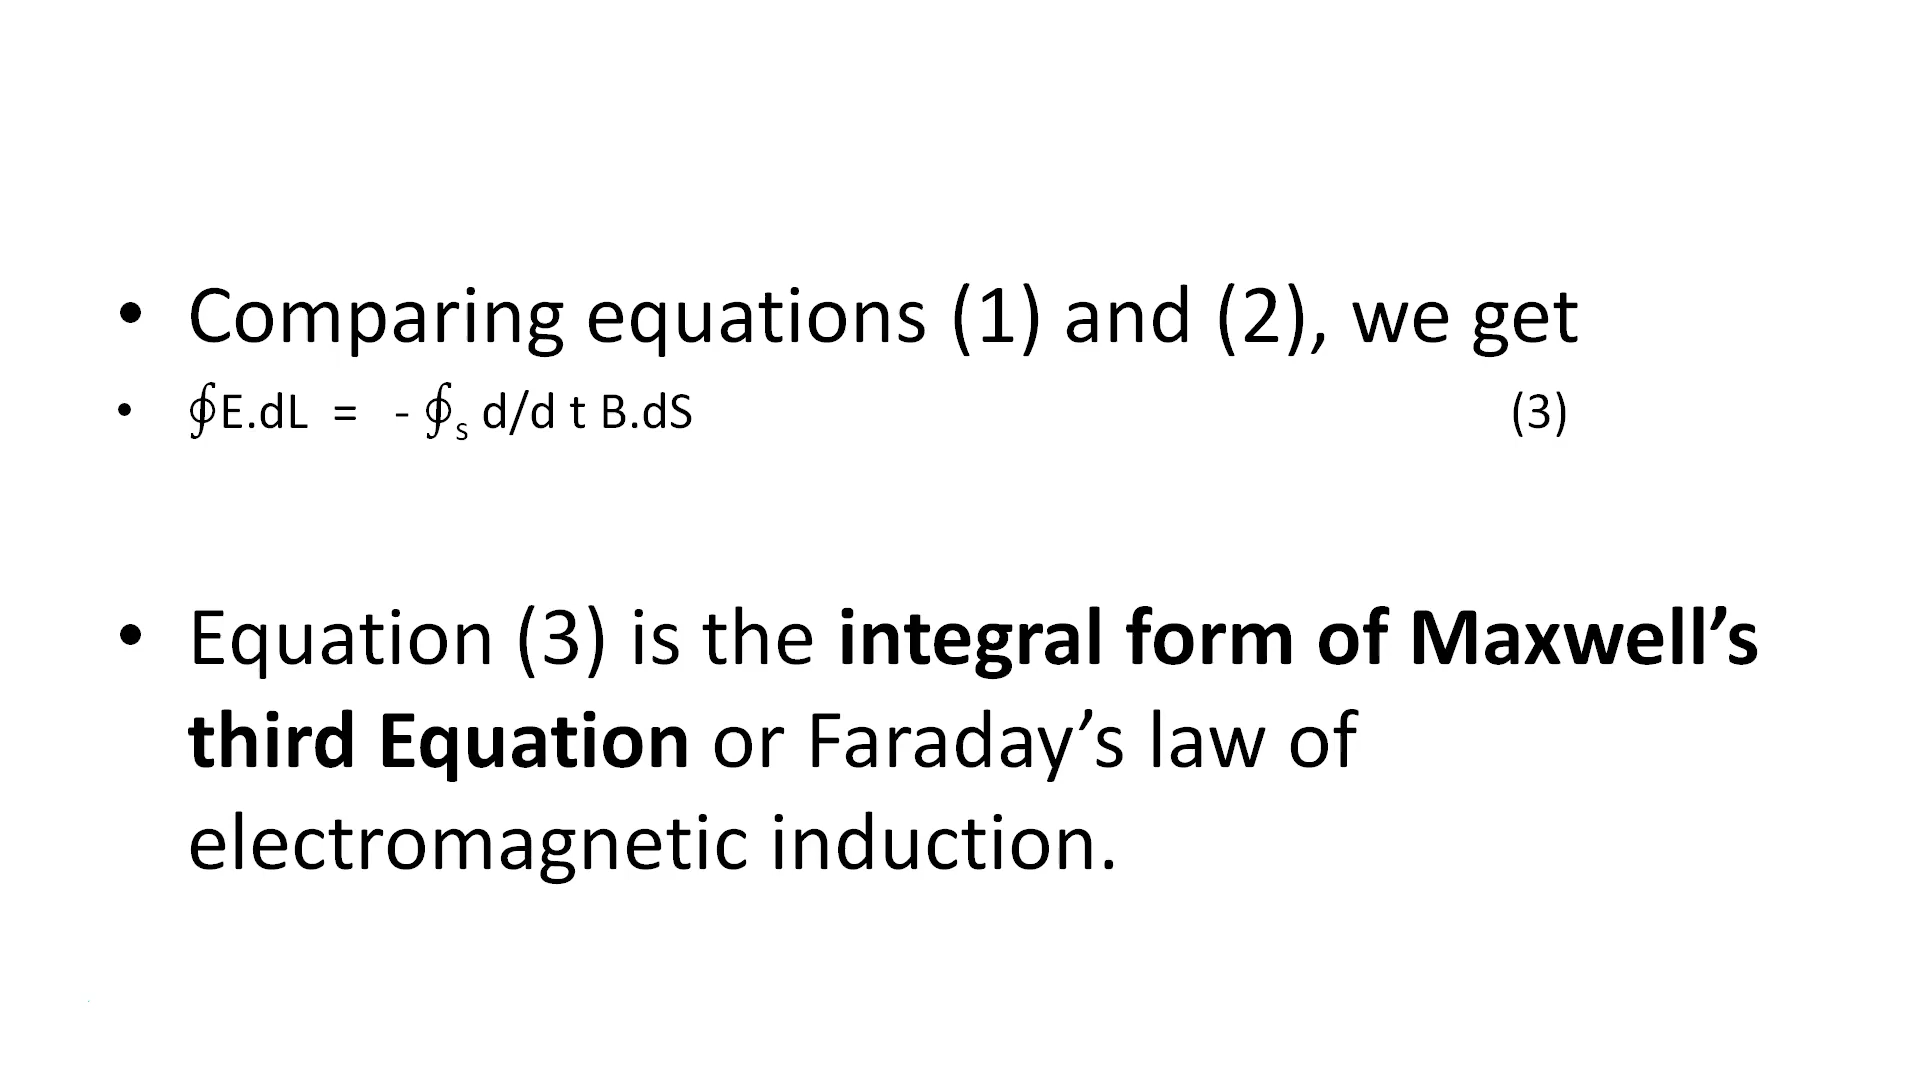 • Comparing equations (1) and (2), we get
• ∮E.dL = - ∮s d/d t B.dS (3)
• Equation (3) is the integral form of Maxwell’s
third Equation or Faraday’s law of
electromagnetic induction.